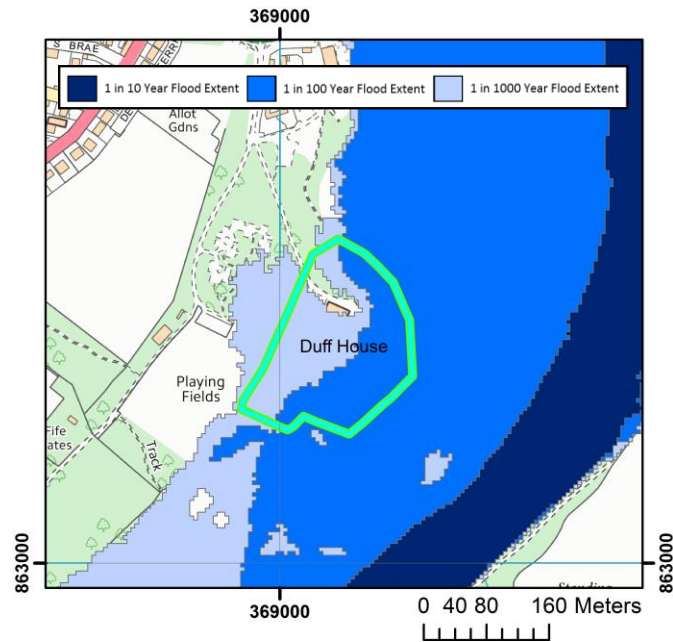 369000
S BRAE
1 in 10 Year Flood Extent
1 in 100 Year Flood Extent
1 in 1000 Year Flood Extent
Allot
Gdns
Duff House
Playing
Fields
Fife
ates
Track
863000
863000
369000
0 40 80 160 Meters